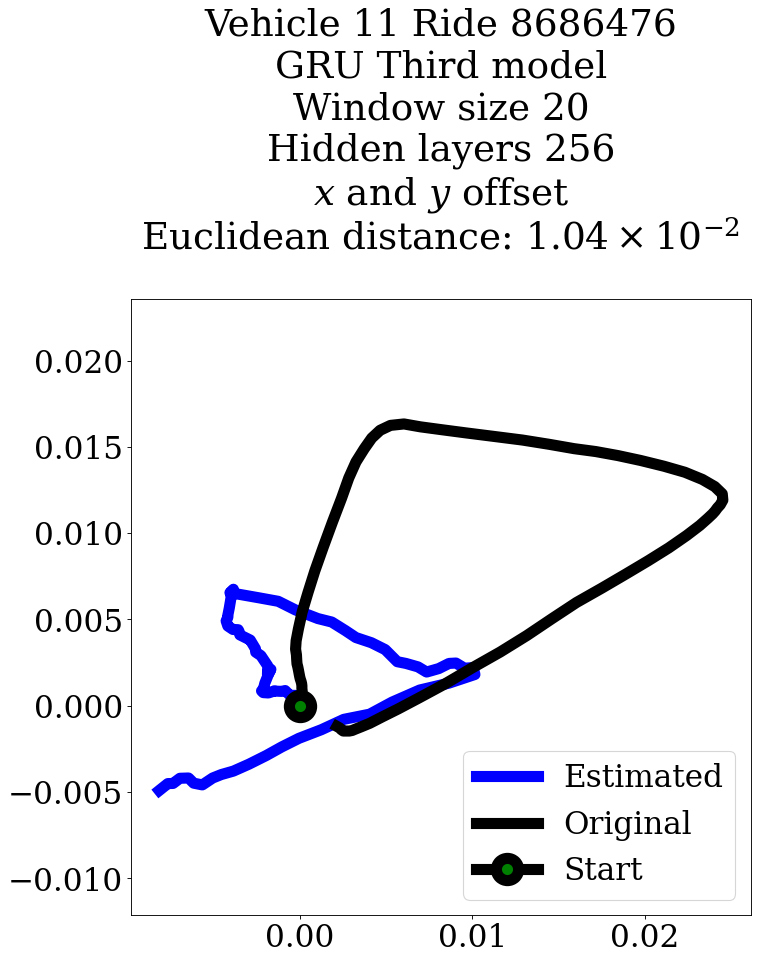 Vehicle 11 Ride 8686476
GRU Third model
Window size 20
Hidden layers 256
x and y offset
Euclidean distance: 1.04 × 10⁻²
0.020
0.015
0.010
0.005
0.000
−0.005
−0.010
Estimated
Original
Start
0.00 0.01 0.02